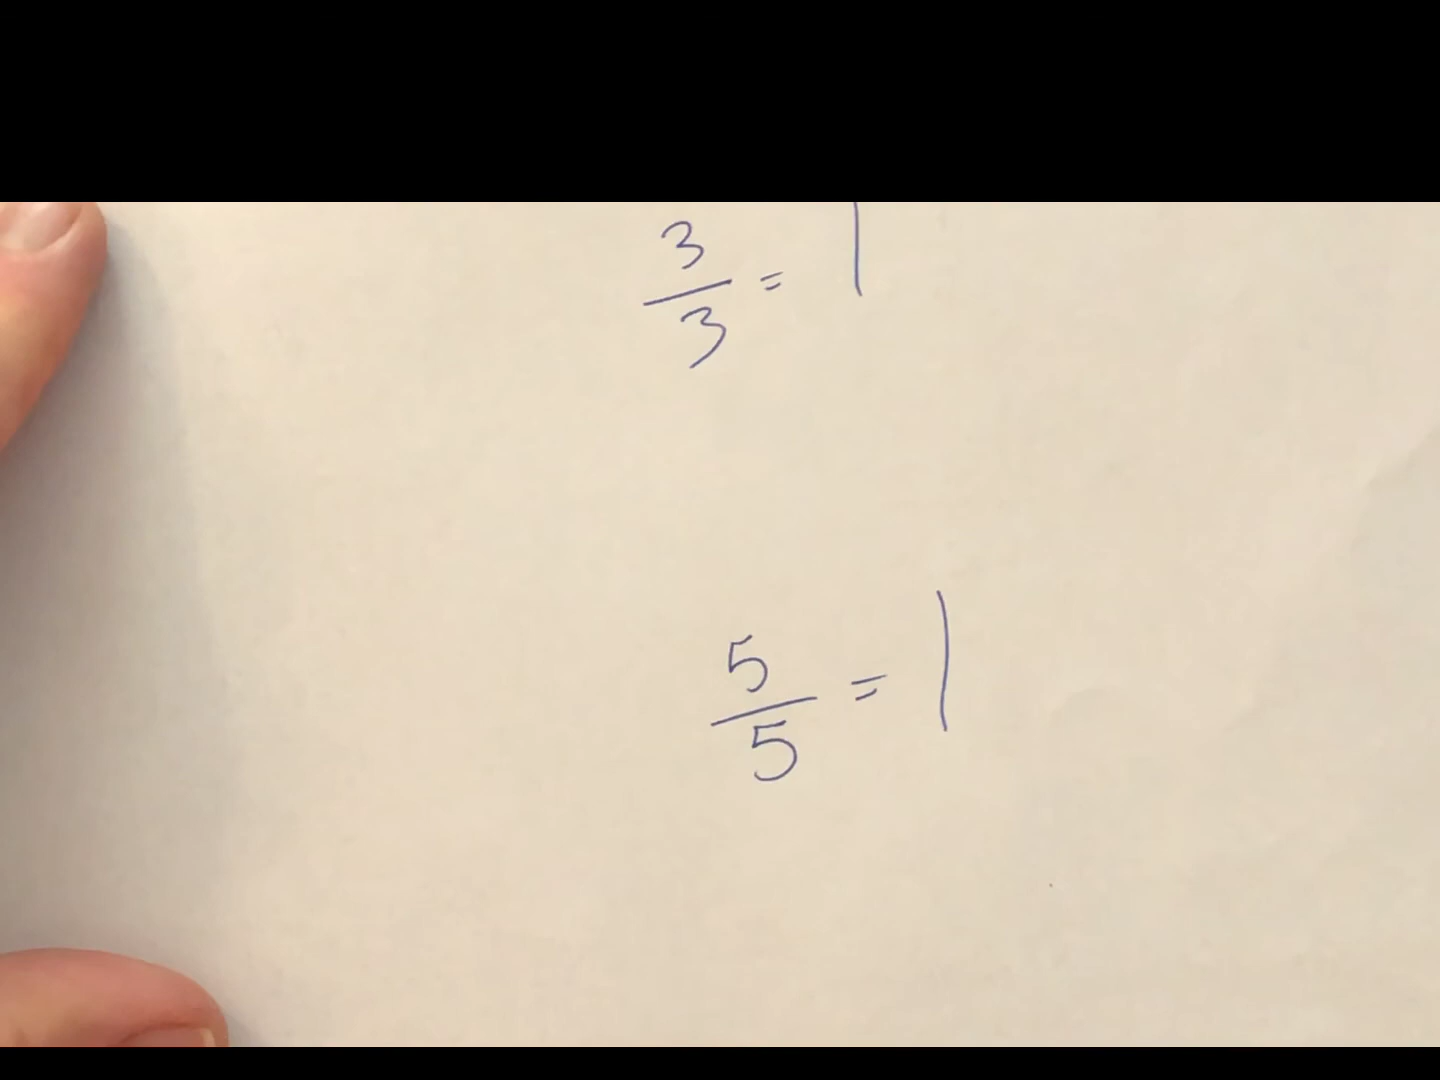 3/3 = 1
5/5 = 1